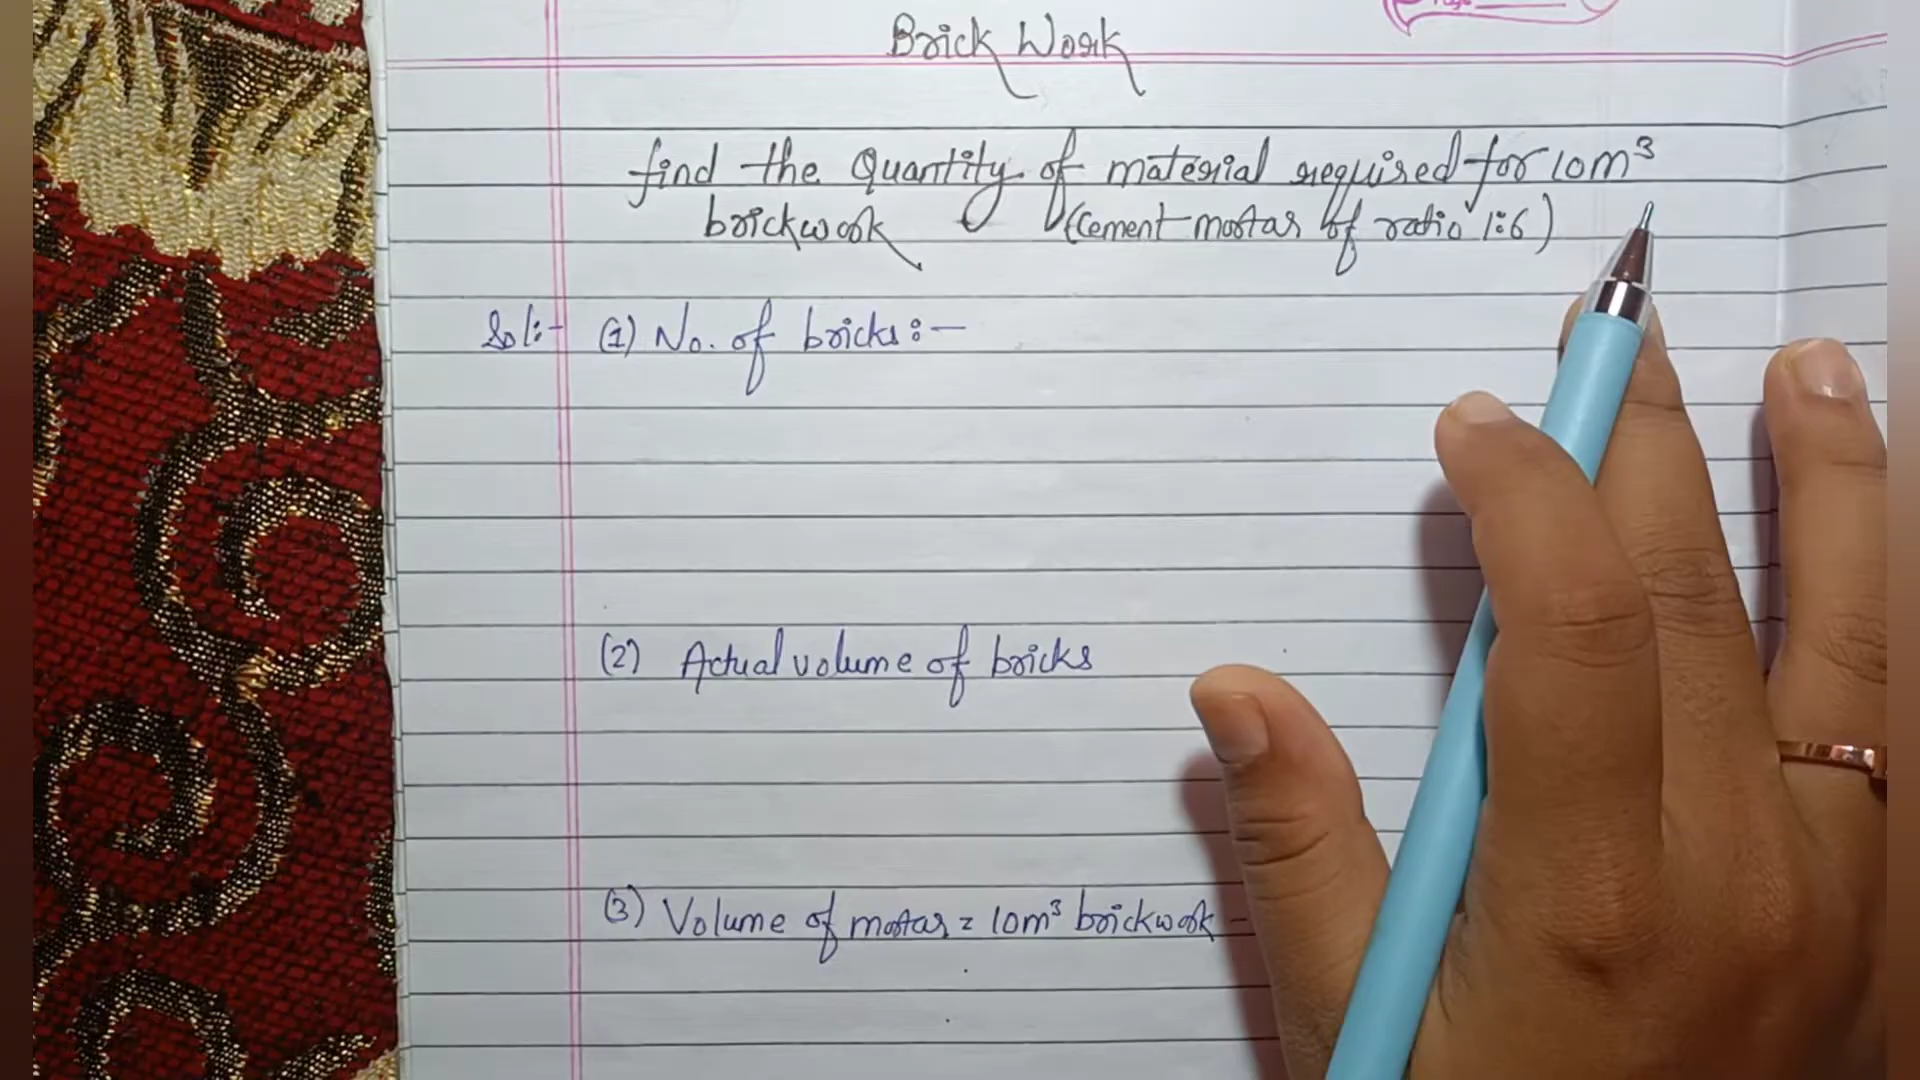 Brick Work
find the Quantity of material required for 10m³
brickwork (Cement mortar of ratio 1:6)
Sol:- (1) No. of bricks:-
(2) Actual volume of bricks
(3) Volume of mortar = 10m³ brickwork -